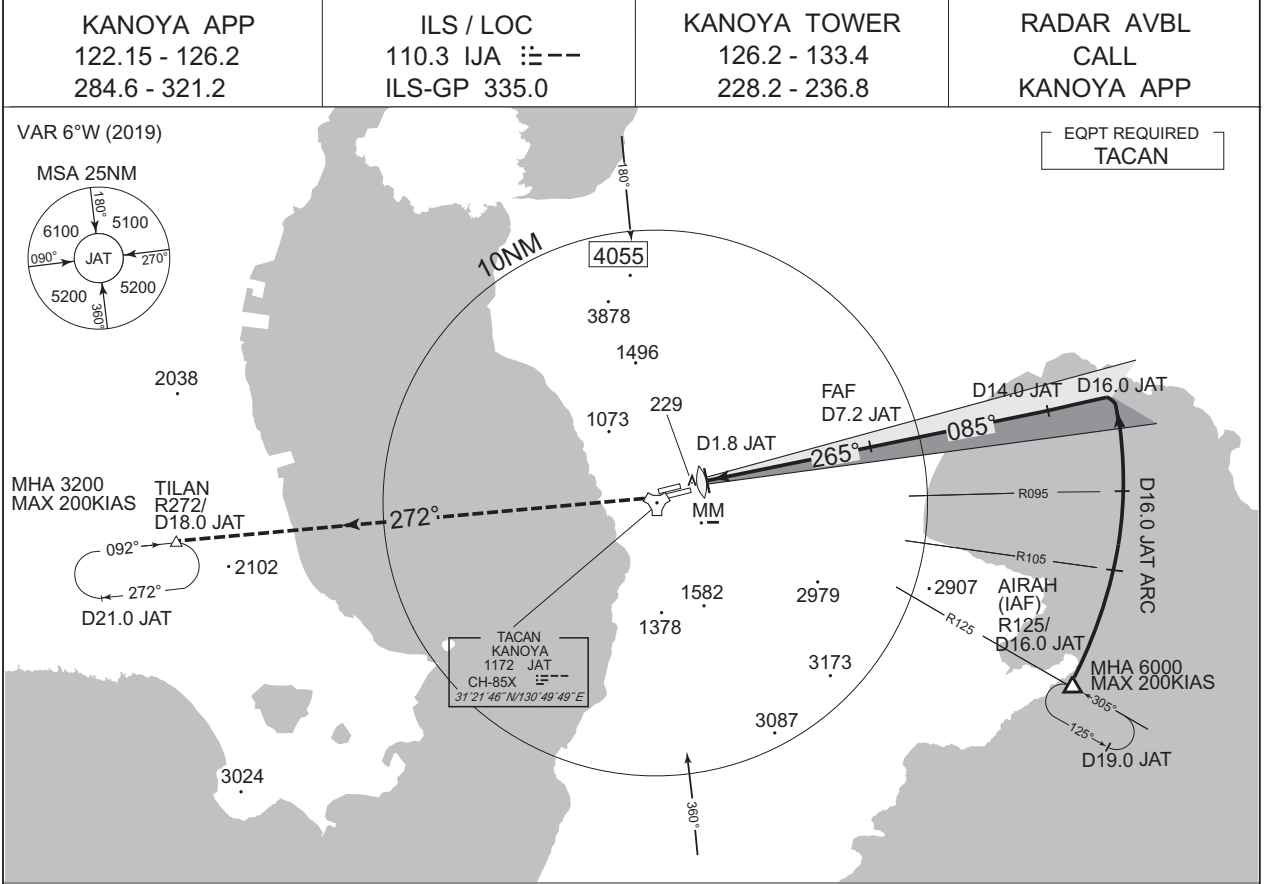 KANOYA APP
122.15 - 126.2
284.6 - 321.2
ILS / LOC
110.3 IJA
ILS-GP 335.0
KANOYA TOWER
126.2 - 133.4
228.2 - 236.8
RADAR AVBL
CALL
KANOYA APP
VAR 6°W (2019)
EQPT REQUIRED
TACAN
MSA 25NM
180°
6100
5100
090°
JAT
270°
5200
5200
360°
180°
10NM
4055
3878
1496
2038
229
1073
FAF
D7.2 JAT
D14.0 JAT
D16.0 JAT
D1.8 JAT
085°
265°
MHA 3200
MAX 200KIAS
TILAN
R272/
D18.0 JAT
MM
R095
D16.0 JAT ARC
272°
092°
2102
272°
D21.0 JAT
R105
1582
1378
2979
2907
AIRAH
(IAF)
R125/
D16.0 JAT
R125
TACAN
KANOYA
1172 JAT
CH-85X
31°21´46˝N/130°49´49˝E
3173
MHA 6000
MAX 200KIAS
305°
125°
D19.0 JAT
3087
3024
360°